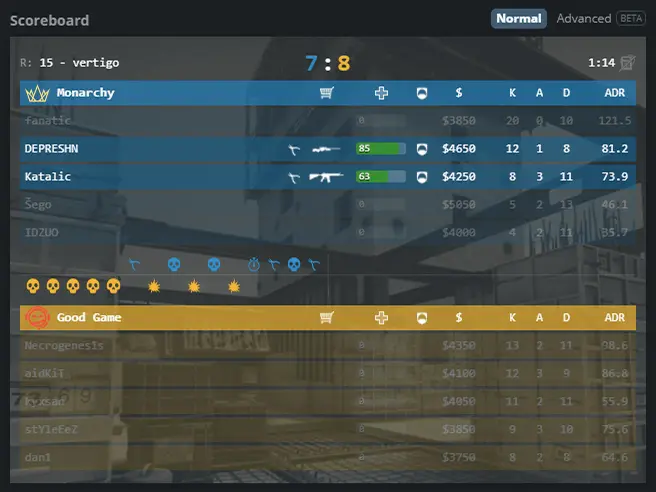 Scoreboard Normal Advanced BETA
R: 15 - vertigo 7 : 8 1:14
Monarchy $ K A D ADR
fanatic 0 $3850 20 0 10 121.5
DEPRESHN 85 $4650 12 1 8 81.2
Katalic 63 $4250 8 3 11 73.9
Šego 0 $5050 5 2 13 46.1
IDZUO 0 $4000 4 2 11 35.7
Good Game $ K A D ADR
Necrogenesis 0 $4350 13 2 11 98.6
aidKiT 0 $4100 12 3 9 86.8
kyxsan 0 $4050 11 2 11 55.9
stYleEeZ 0 $3850 9 3 10 75.6
dan1 0 $3750 8 2 8 64.6